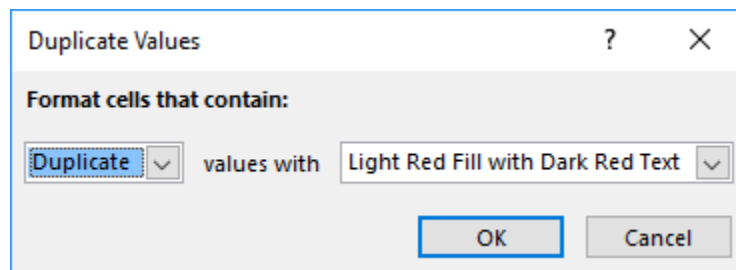 Duplicate Values ?
Format cells that contain:
Duplicate values with Light Red Fill with Dark Red Text
OK Cancel